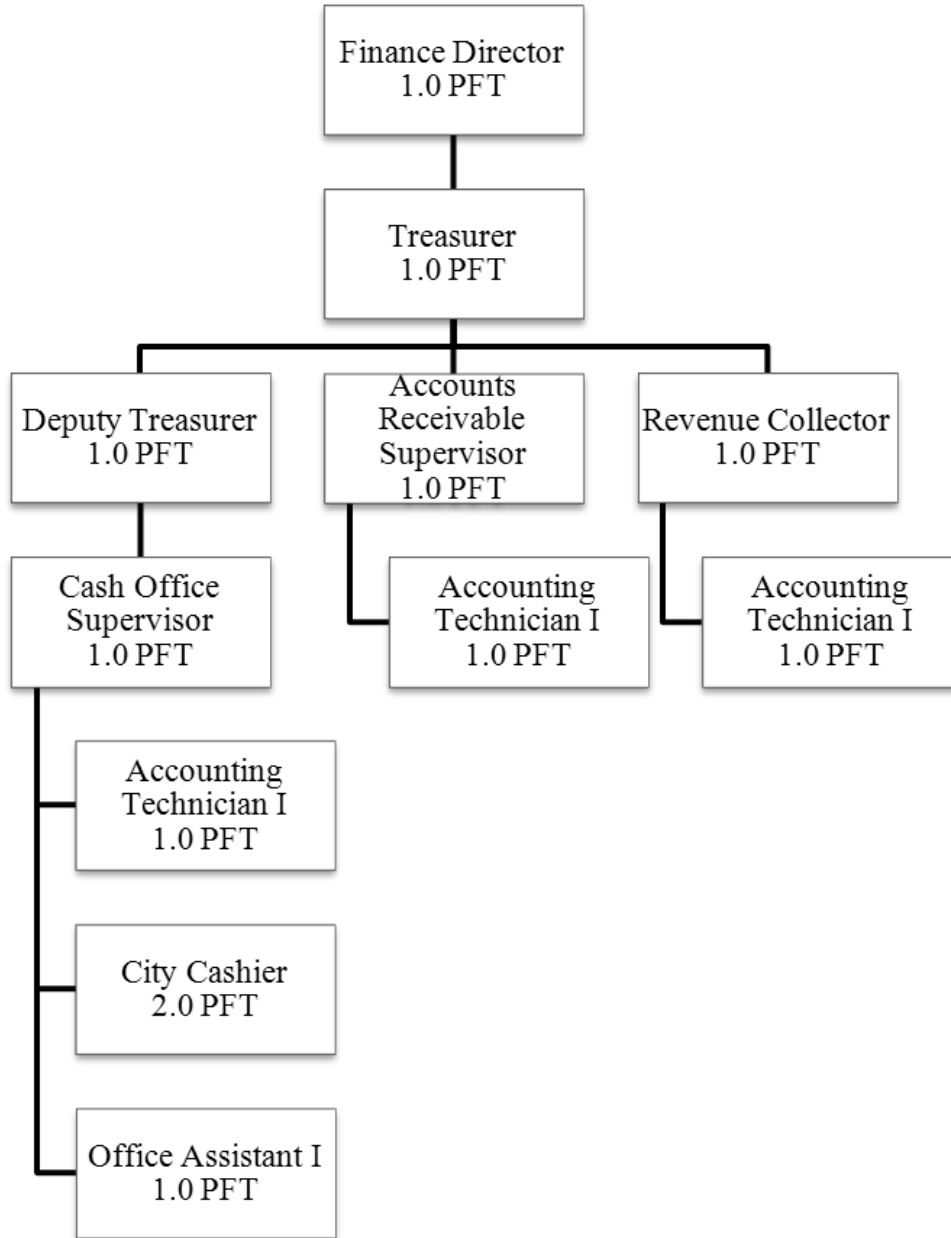 Finance Director
1.0 PFT
Treasurer
1.0 PFT
Deputy Treasurer
1.0 PFT
Accounts
Receivable
Supervisor
1.0 PFT
Revenue Collector
1.0 PFT
Cash Office
Supervisor
1.0 PFT
Accounting
Technician I
1.0 PFT
Accounting
Technician I
1.0 PFT
Accounting
Technician I
1.0 PFT
City Cashier
2.0 PFT
Office Assistant I
1.0 PFT